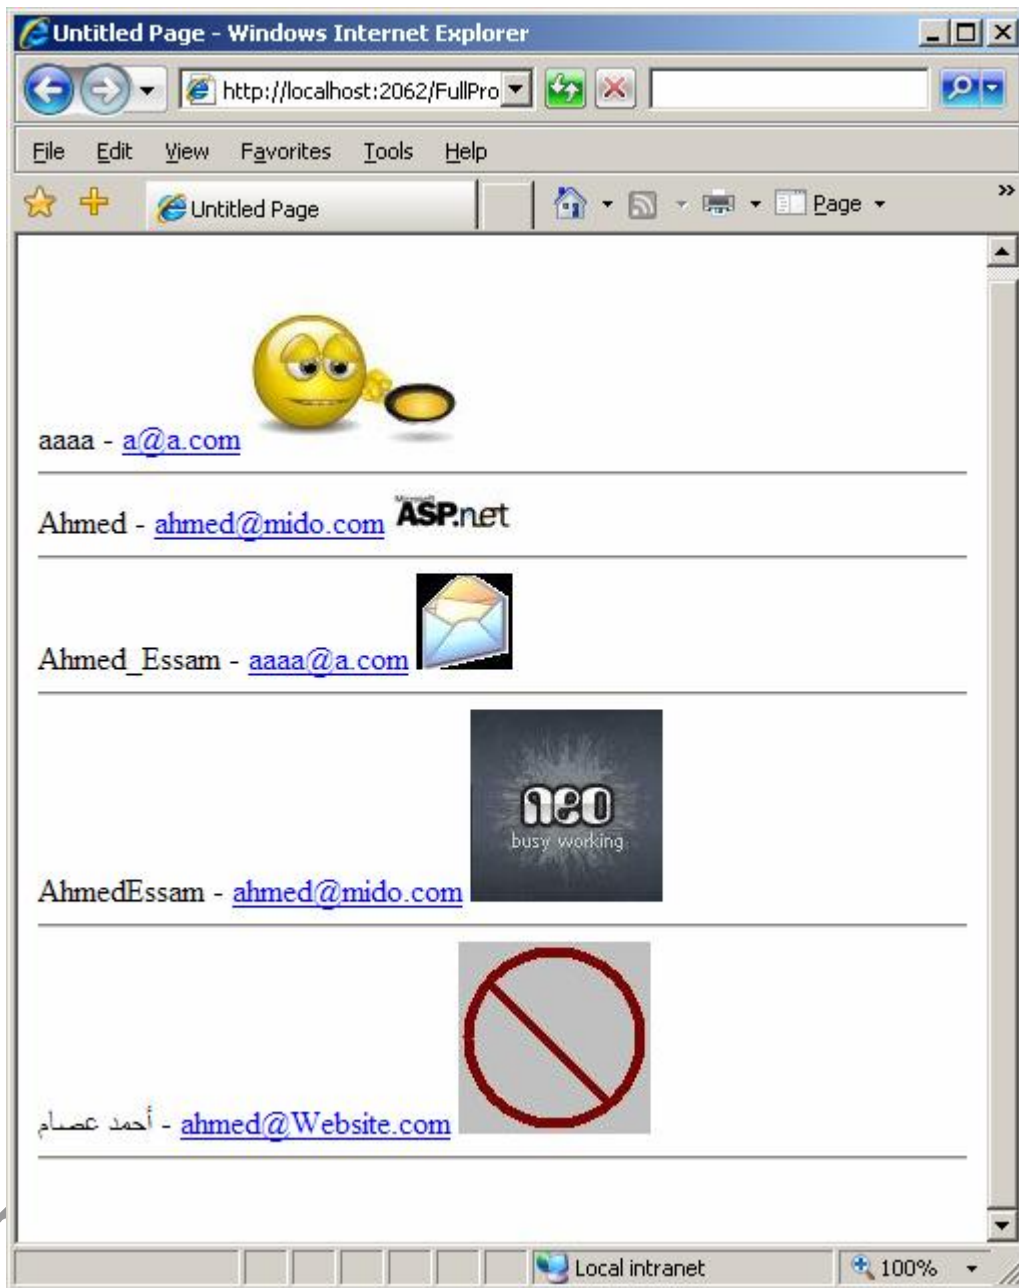 Untitled Page - Windows Internet Explorer
http://localhost:2062/FullPro
File Edit View Favorites Tools Help
Untitled Page
Page
aaaa - a@a.com
Ahmed - ahmed@mido.com
Microsoft
ASP.net
Ahmed_Essam - aaaa@a.com
neo
busy working
AhmedEssam - ahmed@mido.com
أحمد عصام - ahmed@Website.com
Local intranet 100%